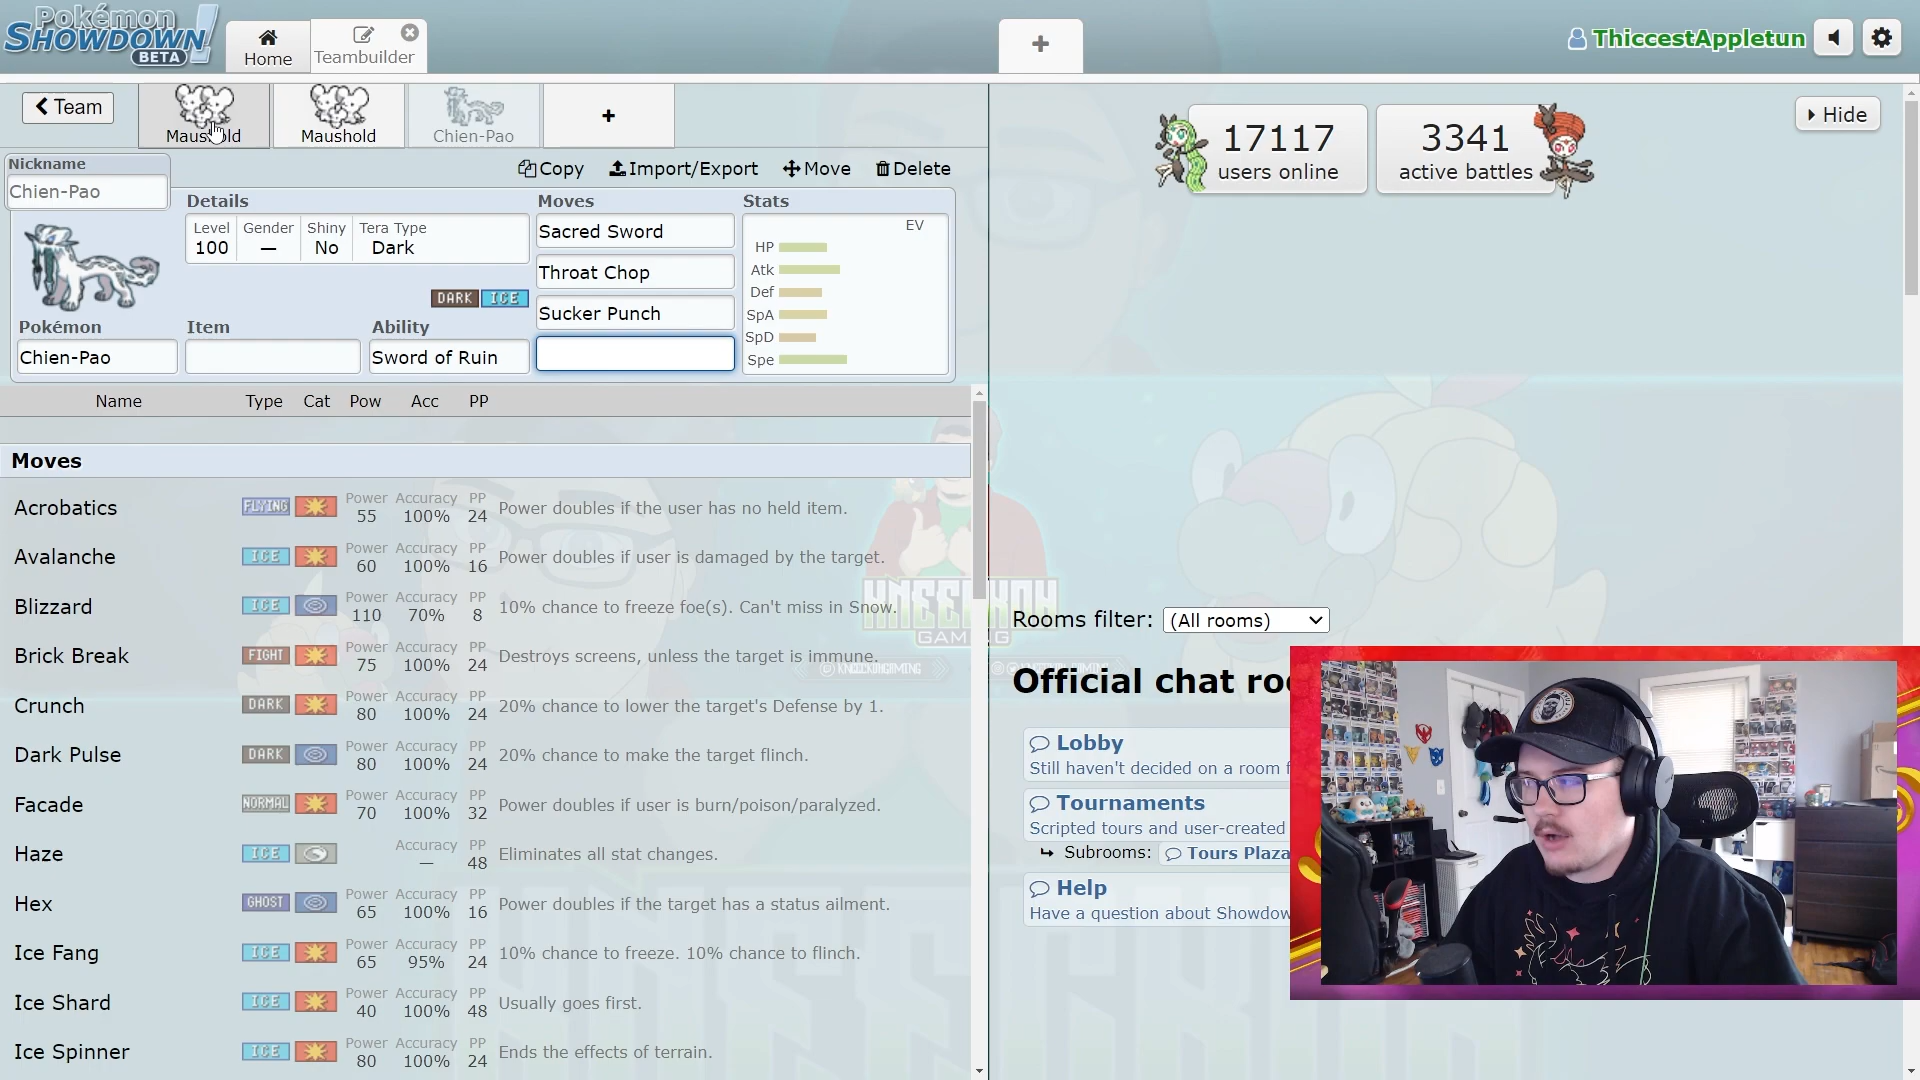 Pokémon
SHOWDOWN!
BETA
Home
Teambuilder
+
ThiccestAppletun
Team
Maushold
Maushold
Chien-Pao
+
17117
users online
3341
active battles
Hide
Nickname
Chien-Pao
Copy
Import/Export
Move
Delete
Details
Moves
Stats
Level
100
Gender
—
Shiny
No
Tera Type
Dark
DARK ICE
Pokémon
Chien-Pao
Item
Ability
Sword of Ruin
Sacred Sword
Throat Chop
Sucker Punch
EV
HP
Atk
Def
SpA
SpD
Spe
Name Type Cat Pow Acc PP
Moves
Acrobatics FLYING Power 55 Accuracy 100% PP 24 Power doubles if the user has no held item.
Avalanche ICE Power 60 Accuracy 100% PP 16 Power doubles if user is damaged by the target.
Blizzard ICE Power 110 Accuracy 70% PP 8 10% chance to freeze foe(s). Can't miss in Snow.
Brick Break FIGHT Power 75 Accuracy 100% PP 24 Destroys screens, unless the target is immune.
Crunch DARK Power 80 Accuracy 100% PP 24 20% chance to lower the target's Defense by 1.
Dark Pulse DARK Power 80 Accuracy 100% PP 24 20% chance to make the target flinch.
Facade NORMAL Power 70 Accuracy 100% PP 32 Power doubles if user is burn/poison/paralyzed.
Haze ICE Accuracy — PP 48 Eliminates all stat changes.
Hex GHOST Power 65 Accuracy 100% PP 16 Power doubles if the target has a status ailment.
Ice Fang ICE Power 65 Accuracy 95% PP 24 10% chance to freeze. 10% chance to flinch.
Ice Shard ICE Power 40 Accuracy 100% PP 48 Usually goes first.
Ice Spinner ICE Power 80 Accuracy 100% PP 24 Ends the effects of terrain.
GAMING
Rooms filter: (All rooms)
Official chat roo
Lobby
Still haven't decided on a room f
Tournaments
Scripted tours and user-created
Subrooms: Tours Plaza
Help
Have a question about Showdow